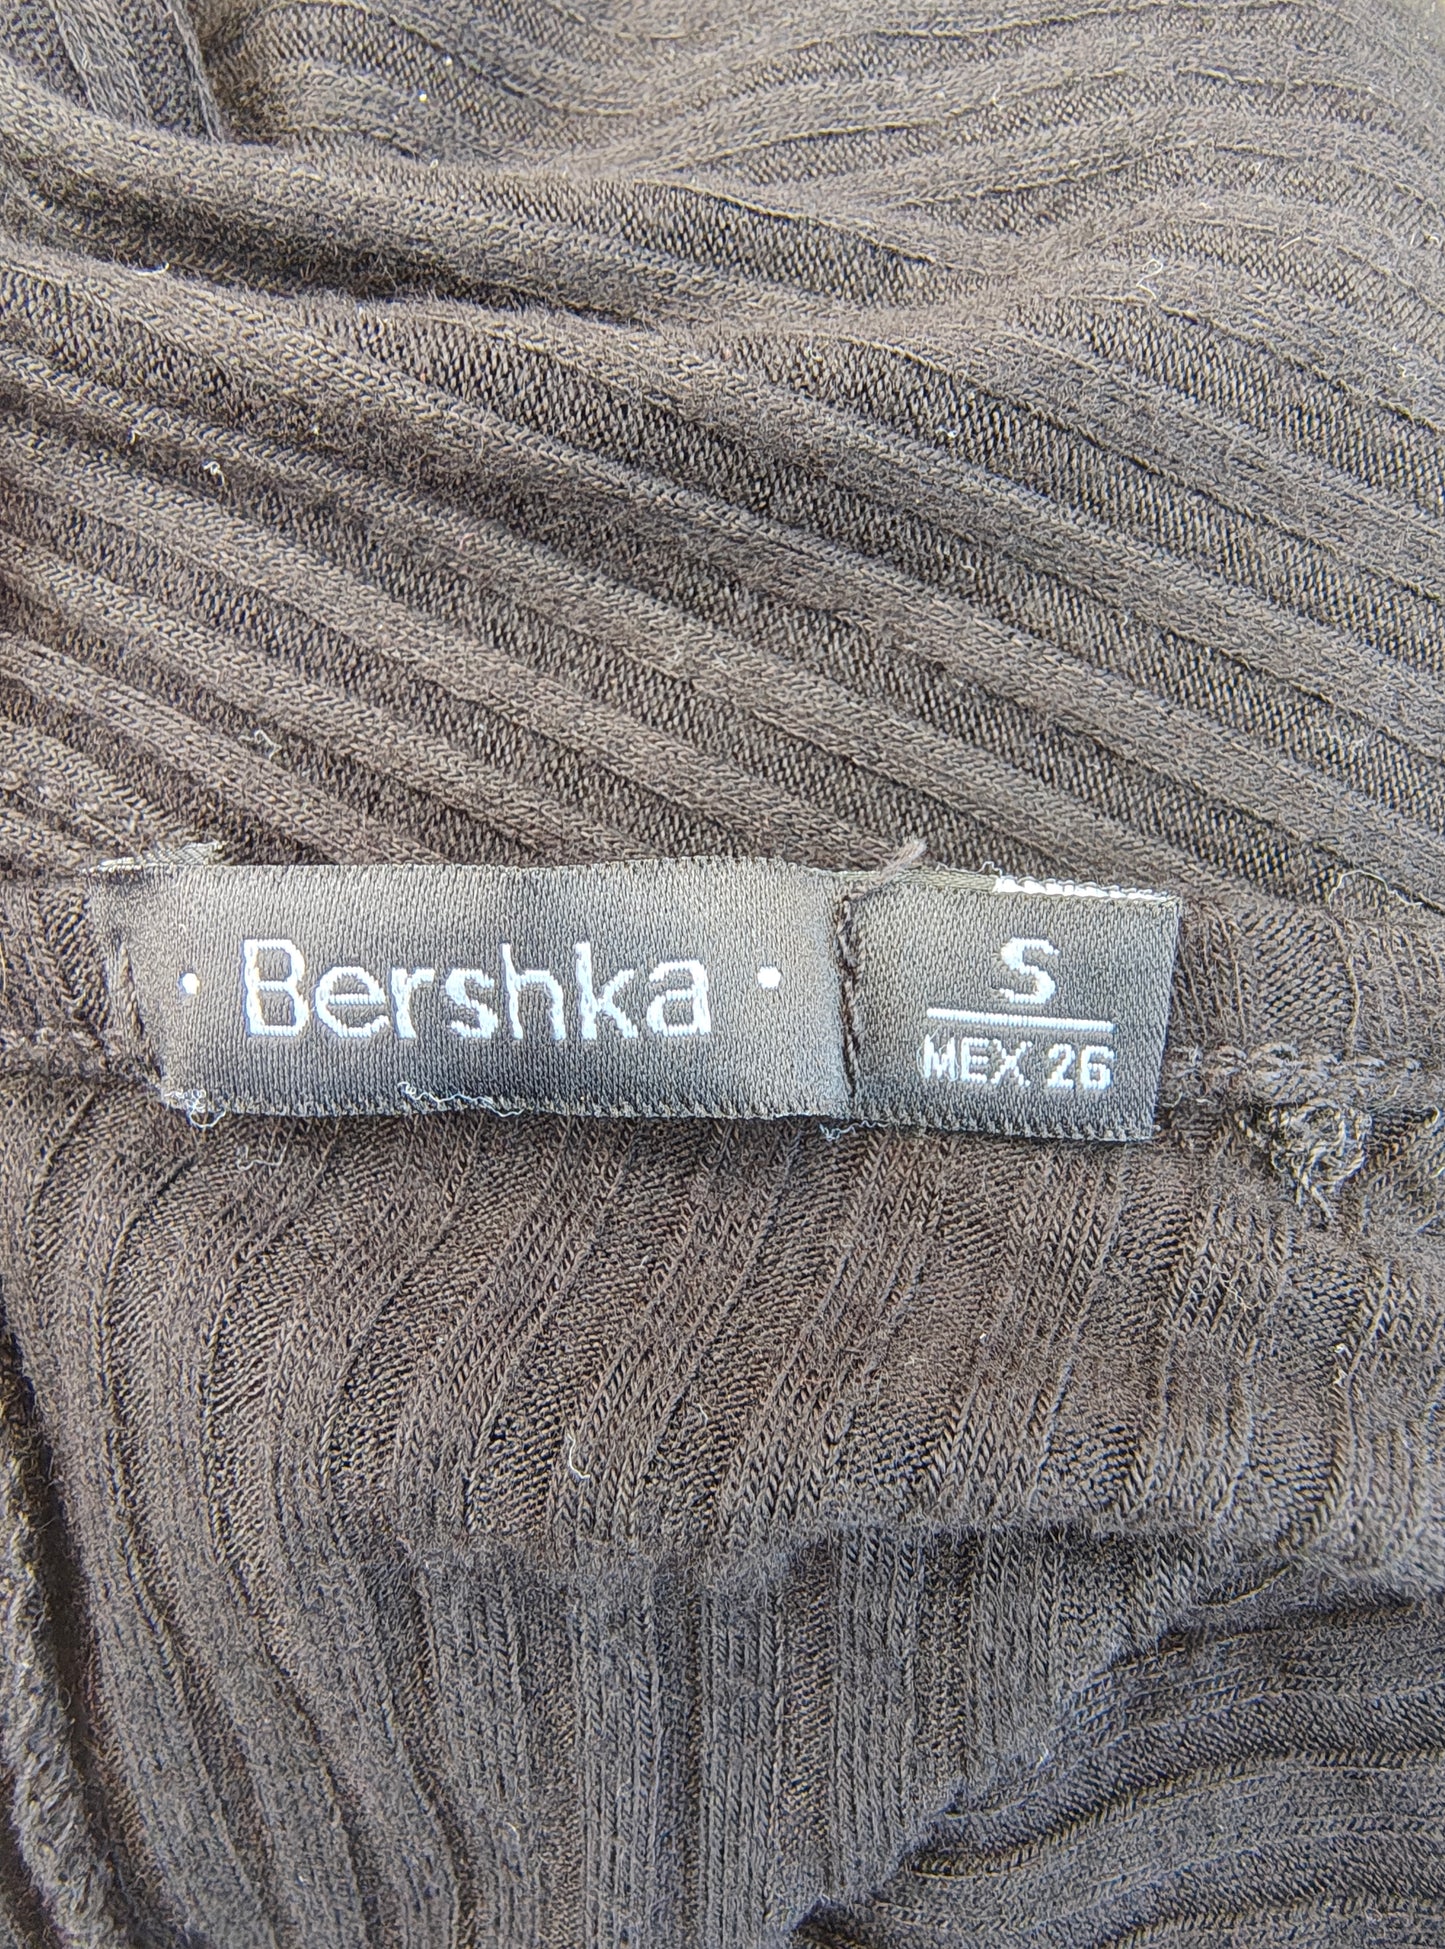 • Bershka •
S
MEX 26